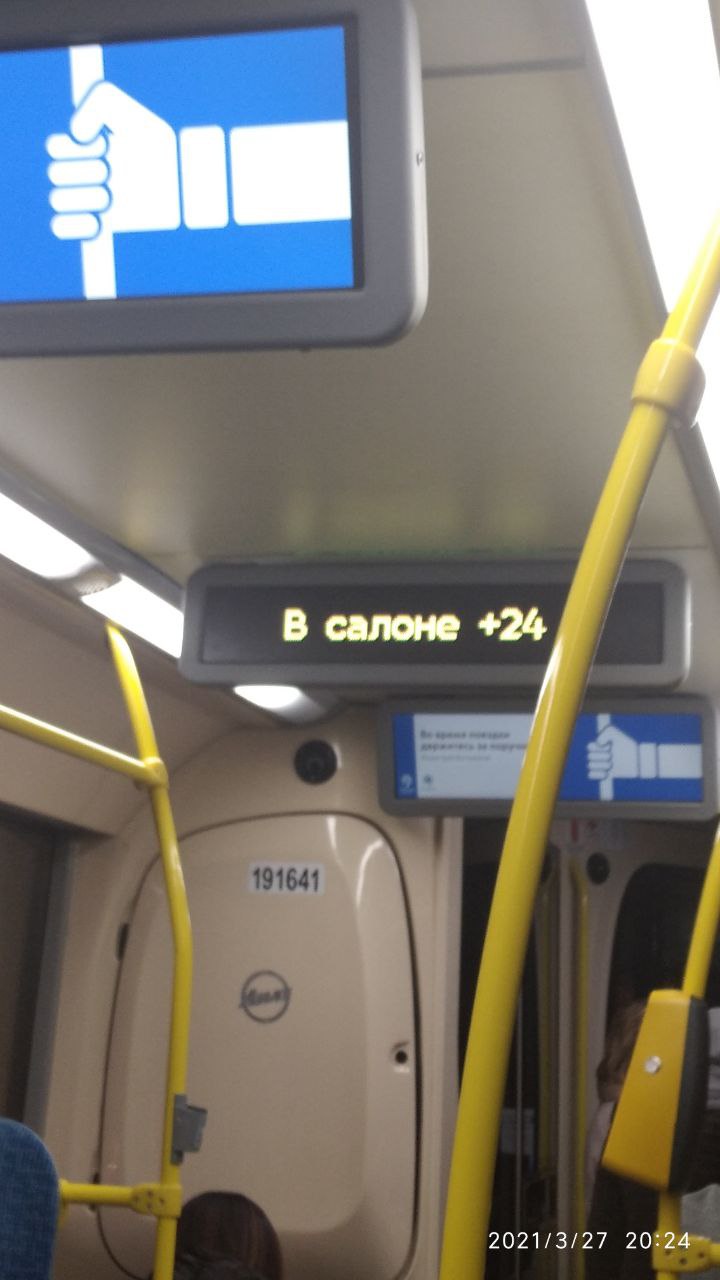 В салоне +24
Во время поездки
держитесь за поручни
191641
2021/3/27 20:24